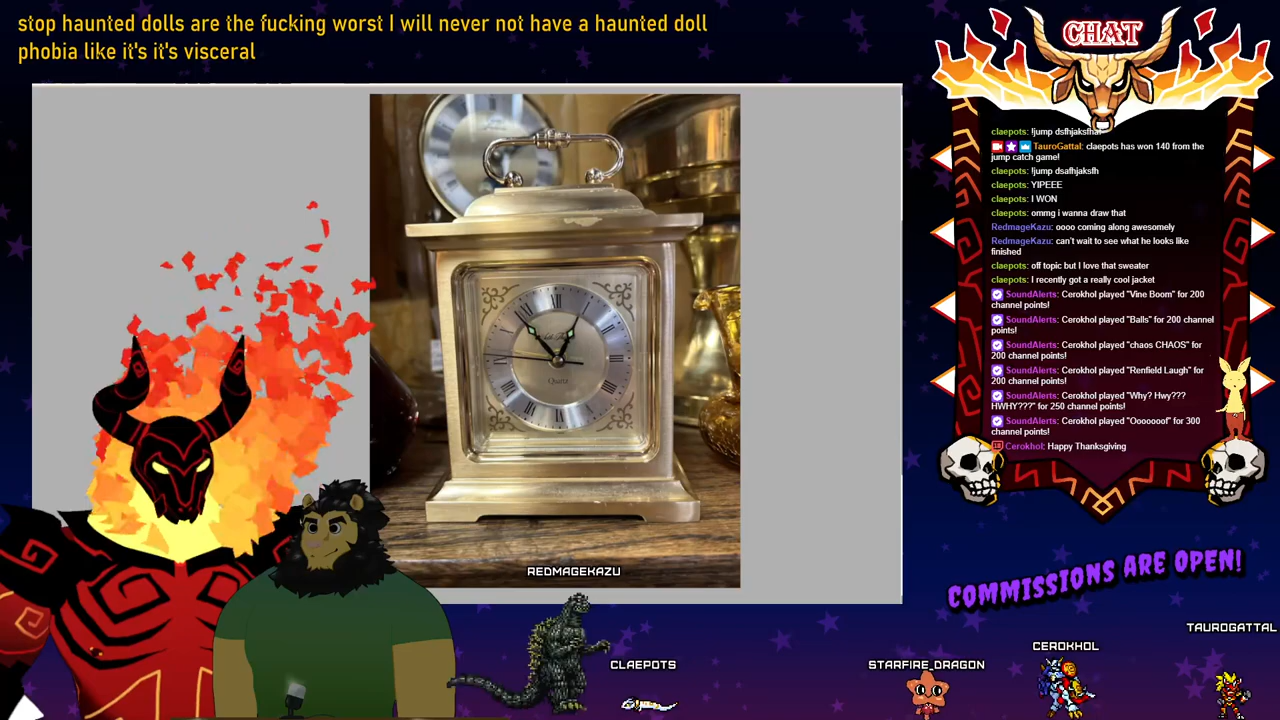 stop haunted dolls are the fucking worst I will never not have a haunted doll
phobia like it's it's visceral
CHAT
claepots: !jump dsfhjaksfhaf
TauroGattal: claepots has won 140 from the
jump catch game!
claepots: !jump dsafhjaksfh
claepots: YIPEEE
claepots: I WON
claepots: ommg i wanna draw that
RedmageKazu: oooo coming along awesomely
RedmageKazu: can't wait to see what he looks like
finished
claepots: off topic but I love that sweater
claepots: I recently got a really cool jacket
SoundAlerts: Cerokhol played "Vine Boom" for 200
channel points!
SoundAlerts: Cerokhol played "Balls" for 200 channel
points!
SoundAlerts: Cerokhol played "chaos CHAOS" for
200 channel points!
SoundAlerts: Cerokhol played "Renfield Laugh" for
200 channel points!
SoundAlerts: Cerokhol played "Why? Hwy???
HWHY???" for 250 channel points!
SoundAlerts: Cerokhol played "Ooooooof" for 300
channel points!
Cerokhol: Happy Thanksgiving
Quartz
REDMAGEKAZU
COMMISSIONS ARE OPEN!
TAUROGATTAL
CEROKHOL
CLAEPOTS
STARFIRE_DRAGON